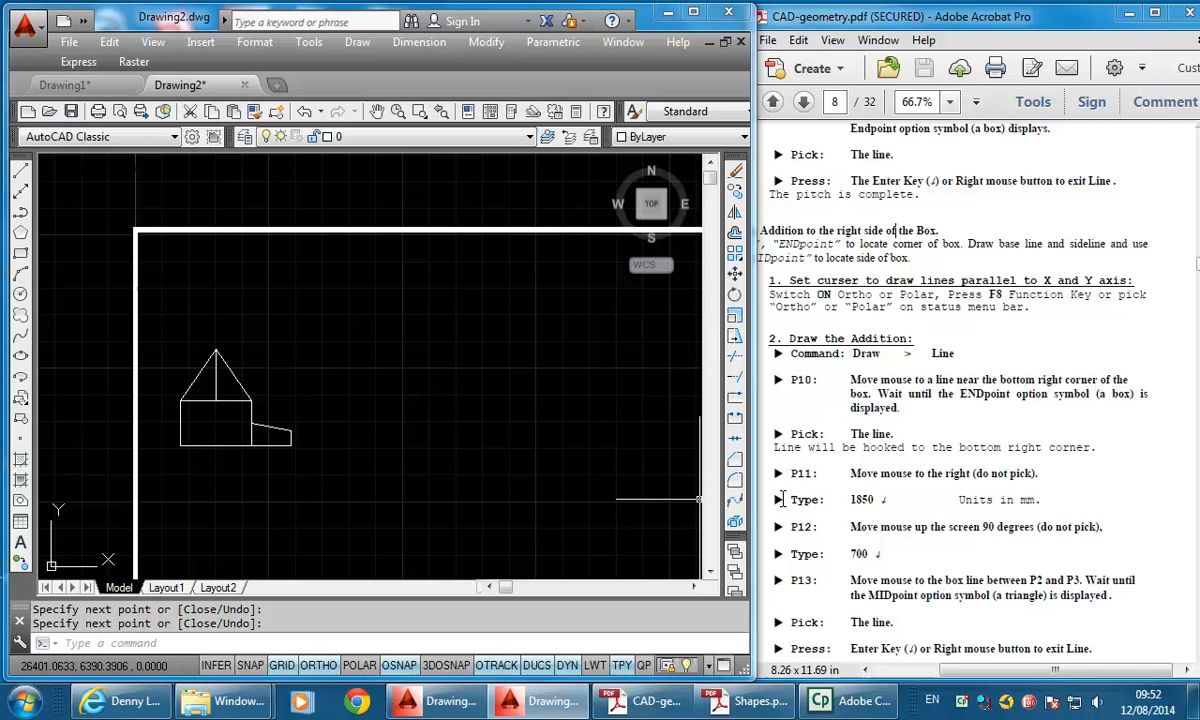 Drawing2.dwg
Type a keyword or phrase
Sign In
File Edit View Insert Format Tools Draw Dimension Modify Parametric Window Help
Express Raster
Drawing1* Drawing2*
Standard
AutoCAD Classic
0
ByLayer
N
W TOP E
S
WCS
Y
X
Model Layout1 Layout2
Specify next point or [Close/Undo]:
Specify next point or [Close/Undo]:
Type a command
26401.0633, 6390.3906, 0.0000 INFER SNAP GRID ORTHO POLAR OSNAP 3DOSNAP OTRACK DUCS DYN LWT TPY QP
CAD-geometry.pdf (SECURED) - Adobe Acrobat Pro
File Edit View Window Help
Create
8 / 32 66.7% Tools Sign Comment
Endpoint option symbol (a box) displays.
Pick: The line.
Press: The Enter Key (↲) or Right mouse button to exit Line .
The pitch is complete.
Addition to the right side of the Box.
", "ENDpoint" to locate corner of box. Draw base line and sideline and use
IDpoint" to locate side of box.
1. Set curser to draw lines parallel to X and Y axis:
Switch ON Ortho or Polar, Press F8 Function Key or pick
"Ortho" or "Polar" on status menu bar.
2. Draw the Addition:
Command: Draw > Line
P10: Move mouse to a line near the bottom right corner of the
box. Wait until the ENDpoint option symbol (a box) is
displayed.
Pick: The line.
Line will be hooked to the bottom right corner.
P11: Move mouse to the right (do not pick).
Type: 1850 ↲ Units in mm.
P12: Move mouse up the screen 90 degrees (do not pick),
Type: 700 ↲
P13: Move mouse to the box line between P2 and P3. Wait until
the MIDpoint option symbol (a triangle) is displayed.
Pick: The line.
Press: Enter Key (↲) or Right mouse button to exit Line.
8.26 x 11.69 in
Denny L... Window... Drawing... Drawing... CAD-ge... Shapes.p... Adobe C...
EN
09:52
12/08/2014